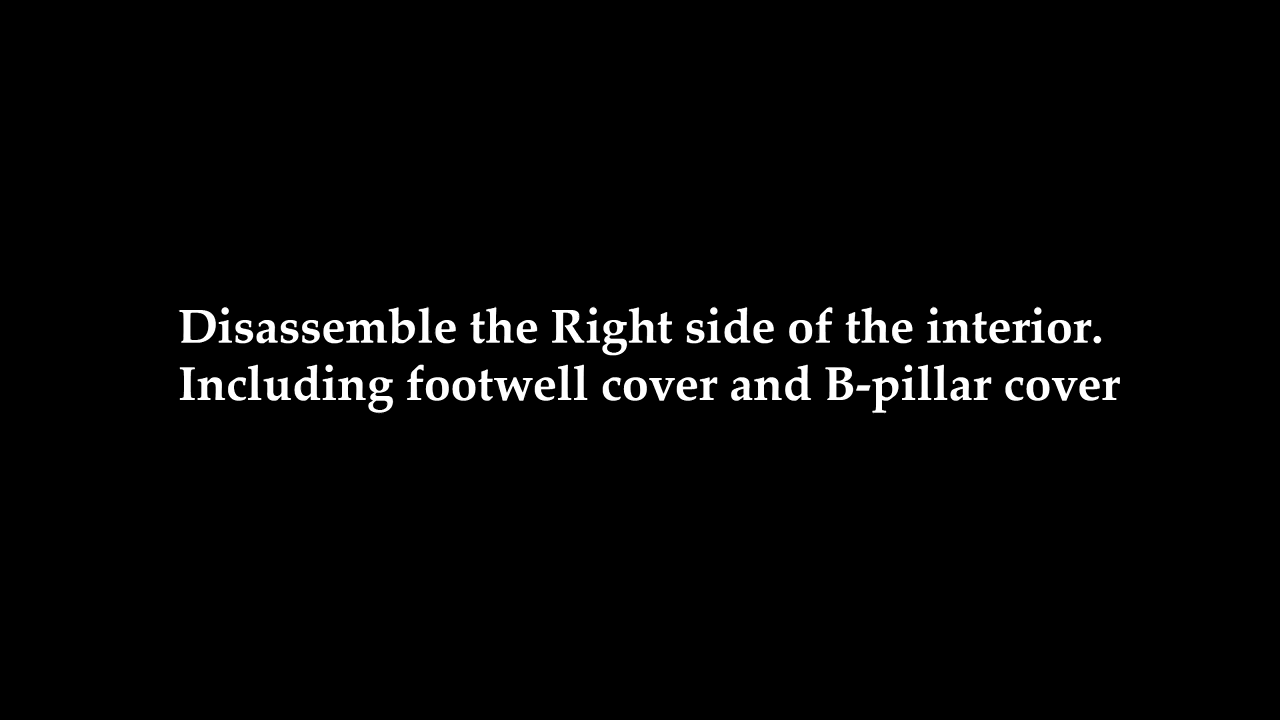 Disassemble the Right side of the interior.
Including footwell cover and B-pillar cover